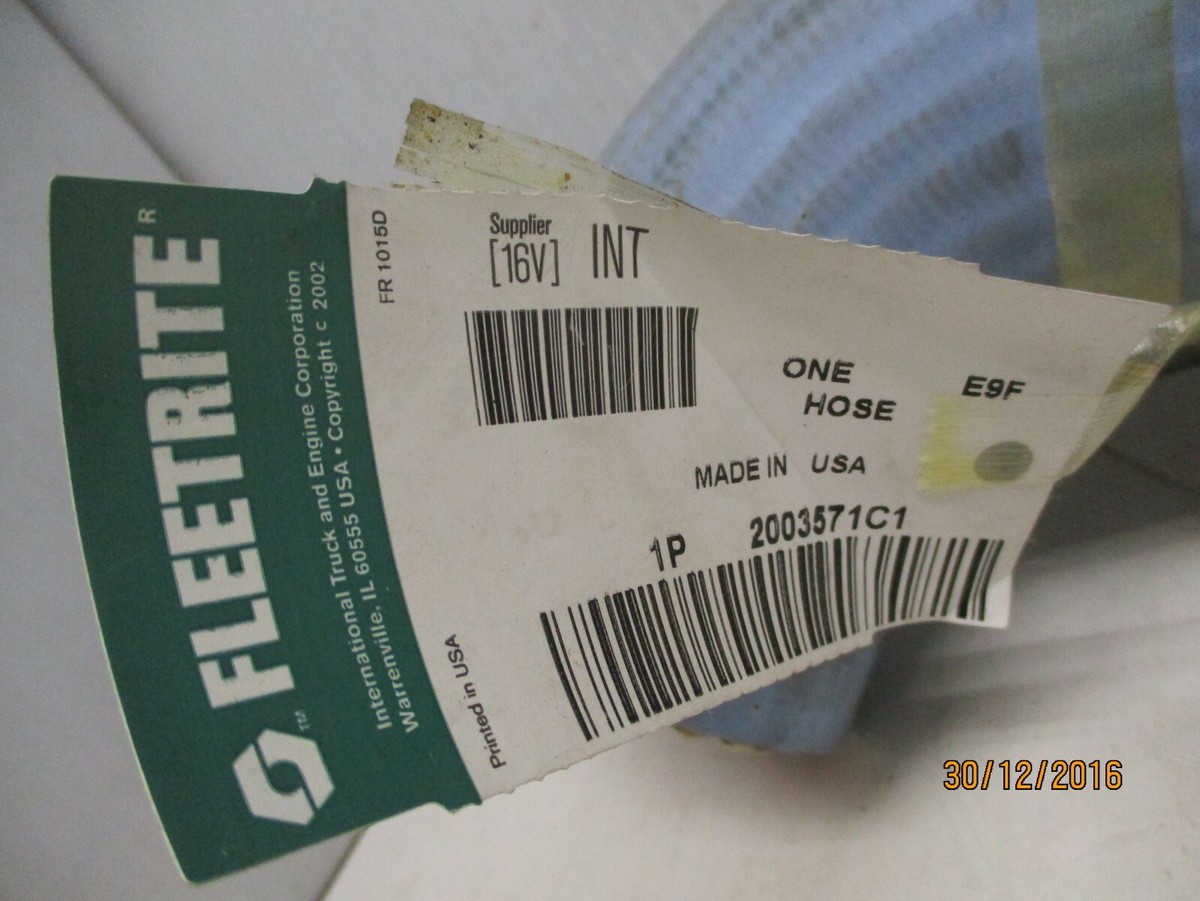 FLEETRITE R
TM
International Truck and Engine Corporation
Warrenville, IL 60555 USA • Copyright c 2002
FR 1015D
Printed in USA
Supplier
[16V] INT
ONE
HOSE
E9F
MADE IN USA
1P 2003571C1
30/12/2016